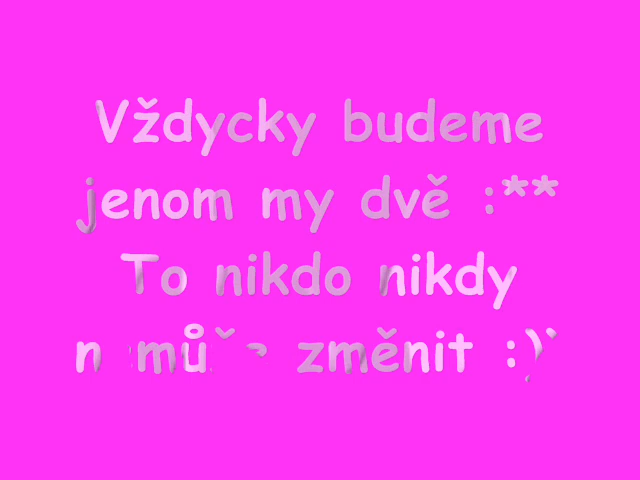 Vždycky budeme
jenom my dvě :**
To nikdo nikdy
změnit :)